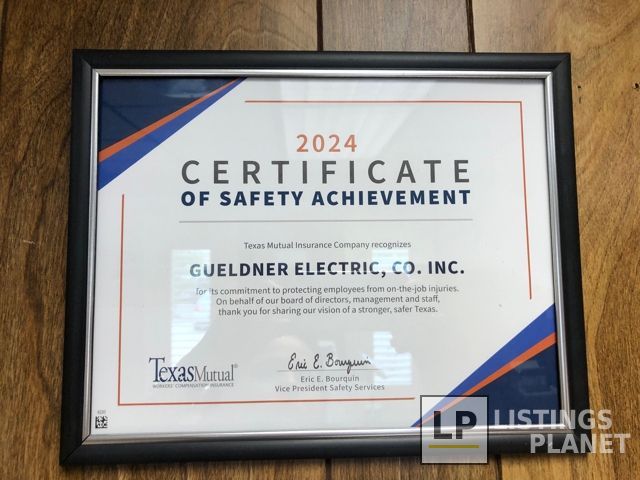 2024
CERTIFICATE
OF SAFETY ACHIEVEMENT
Texas Mutual Insurance Company recognizes
GUELDNER ELECTRIC, CO. INC.
for its commitment to protecting employees from on-the-job injuries.
On behalf of our board of directors, management and staff,
thank you for sharing our vision of a stronger, safer Texas.
TexasMutual®
WORKERS' COMPENSATION INSURANCE
Eric E. Bourquin
Eric E. Bourquin
Vice President Safety Services
LP LISTINGS
PLANET